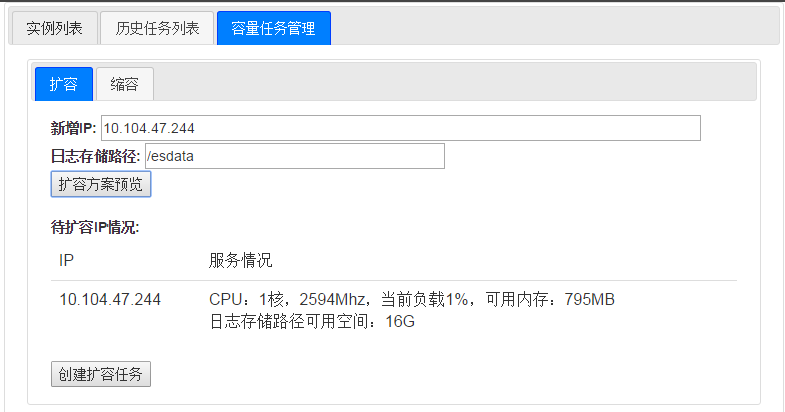 实例列表 历史任务列表 容量任务管理
扩容 缩容
新增IP: 10.104.47.244
日志存储路径: /esdata
扩容方案预览
待扩容IP情况:
IP 服务情况
10.104.47.244 CPU：1核，2594Mhz，当前负载1%，可用内存：795MB
日志存储路径可用空间：16G
创建扩容任务